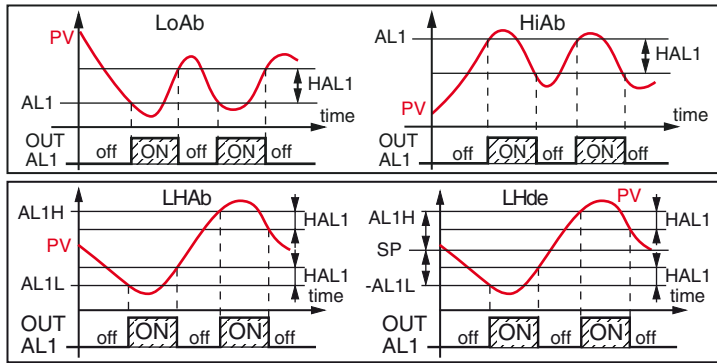 LoAb
PV
HAL1
AL1
time
OUT
AL1
off ON off ON off
HiAb
AL1
HAL1
PV
time
OUT
AL1
off ON off ON off
LHAb
AL1H
HAL1
PV
HAL1
AL1L
time
OUT
AL1
off ON off ON off
LHde
PV
AL1H
HAL1
SP
HAL1
-AL1L
time
OUT
AL1
off ON off ON off